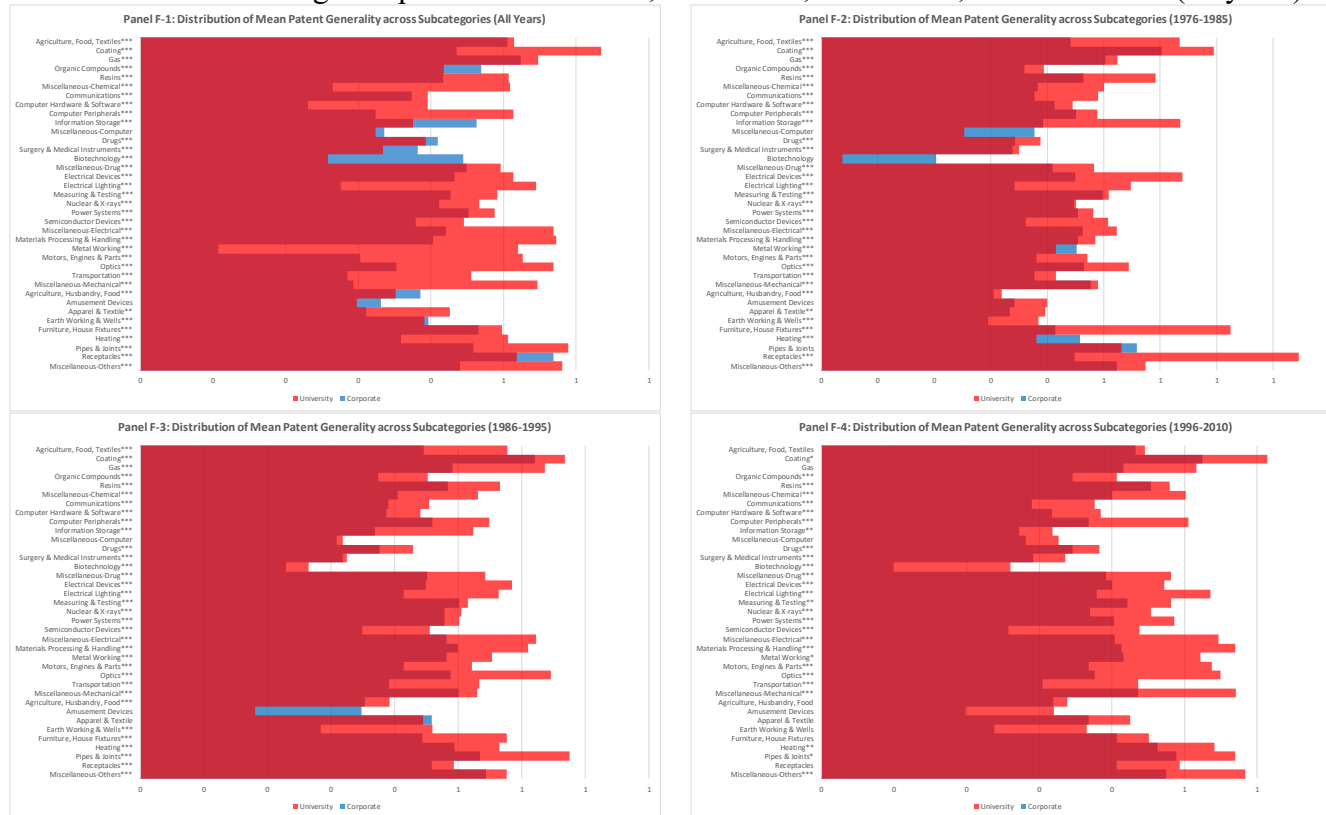 Panel F-1: Distribution of Mean Patent Generality across Subcategories (All Years)
Agriculture, Food, Textiles***
Coating***
Gas***
Organic Compounds***
Resins***
Miscellaneous-Chemical***
Communications***
Computer Hardware & Software***
Computer Peripherals***
Information Storage***
Miscellaneous-Computer
Drugs***
Surgery & Medical Instruments***
Biotechnology***
Miscellaneous-Drug***
Electrical Devices***
Electrical Lighting***
Measuring & Testing***
Nuclear & X-rays***
Power Systems***
Semiconductor Devices***
Miscellaneous-Electrical***
Materials Processing & Handling***
Metal Working***
Motors, Engines & Parts***
Optics***
Transportation***
Miscellaneous-Mechanical***
Agriculture, Husbandry, Food***
Amusement Devices
Apparel & Textile**
Earth Working & Wells**
Furniture, House Fixtures***
Heating***
Pipes & Joints***
Receptacles***
Miscellaneous-Others***
0 0 0 0 0 1 1 1
University Corporate
Panel F-2: Distribution of Mean Patent Generality across Subcategories (1976-1985)
Agriculture, Food, Textiles***
Coating***
Gas***
Organic Compounds***
Resins***
Miscellaneous-Chemical***
Communications***
Computer Hardware & Software***
Computer Peripherals***
Information Storage***
Miscellaneous-Computer
Drugs***
Surgery & Medical Instruments***
Biotechnology
Miscellaneous-Drug***
Electrical Devices***
Electrical Lighting***
Measuring & Testing***
Nuclear & X-rays***
Power Systems***
Semiconductor Devices***
Miscellaneous-Electrical***
Materials Processing & Handling***
Metal Working***
Motors, Engines & Parts***
Optics***
Transportation***
Miscellaneous-Mechanical***
Agriculture, Husbandry, Food***
Amusement Devices
Apparel & Textile***
Earth Working & Wells***
Furniture, House Fixtures***
Heating***
Pipes & Joints
Receptacles***
Miscellaneous-Others***
0 0 0 0 0 1 1 1 1
University Corporate
Panel F-3: Distribution of Mean Patent Generality across Subcategories (1986-1995)
Agriculture, Food, Textiles***
Coating***
Gas***
Organic Compounds***
Resins***
Miscellaneous-Chemical***
Communications***
Computer Hardware & Software***
Computer Peripherals***
Information Storage***
Miscellaneous-Computer
Drugs***
Surgery & Medical Instruments***
Biotechnology***
Miscellaneous-Drug***
Electrical Devices***
Electrical Lighting***
Measuring & Testing***
Nuclear & X-rays***
Power Systems***
Semiconductor Devices***
Miscellaneous-Electrical***
Materials Processing & Handling***
Metal Working***
Motors, Engines & Parts***
Optics***
Transportation***
Miscellaneous-Mechanical***
Agriculture, Husbandry, Food***
Amusement Devices
Apparel & Textile
Earth Working & Wells***
Furniture, House Fixtures***
Heating***
Pipes & Joints***
Receptacles***
Miscellaneous-Others***
0 0 0 0 0 1 1 1 1
University Corporate
Panel F-4: Distribution of Mean Patent Generality across Subcategories (1996-2010)
Agriculture, Food, Textiles
Coating*
Gas
Organic Compounds***
Resins***
Miscellaneous-Chemical***
Communications***
Computer Hardware & Software***
Computer Peripherals***
Information Storage**
Miscellaneous-Computer
Drugs***
Surgery & Medical Instruments***
Biotechnology***
Miscellaneous-Drug***
Electrical Devices***
Electrical Lighting***
Measuring & Testing**
Nuclear & X-rays***
Power Systems***
Semiconductor Devices***
Miscellaneous-Electrical***
Materials Processing & Handling***
Metal Working*
Motors, Engines & Parts***
Optics***
Transportation***
Miscellaneous-Mechanical***
Agriculture, Husbandry, Food
Amusement Devices
Apparel & Textile
Earth Working & Wells
Furniture, House Fixtures
Heating**
Pipes & Joints*
Receptacles
Miscellaneous-Others***
0 0 0 0 0 1 1
University Corporate